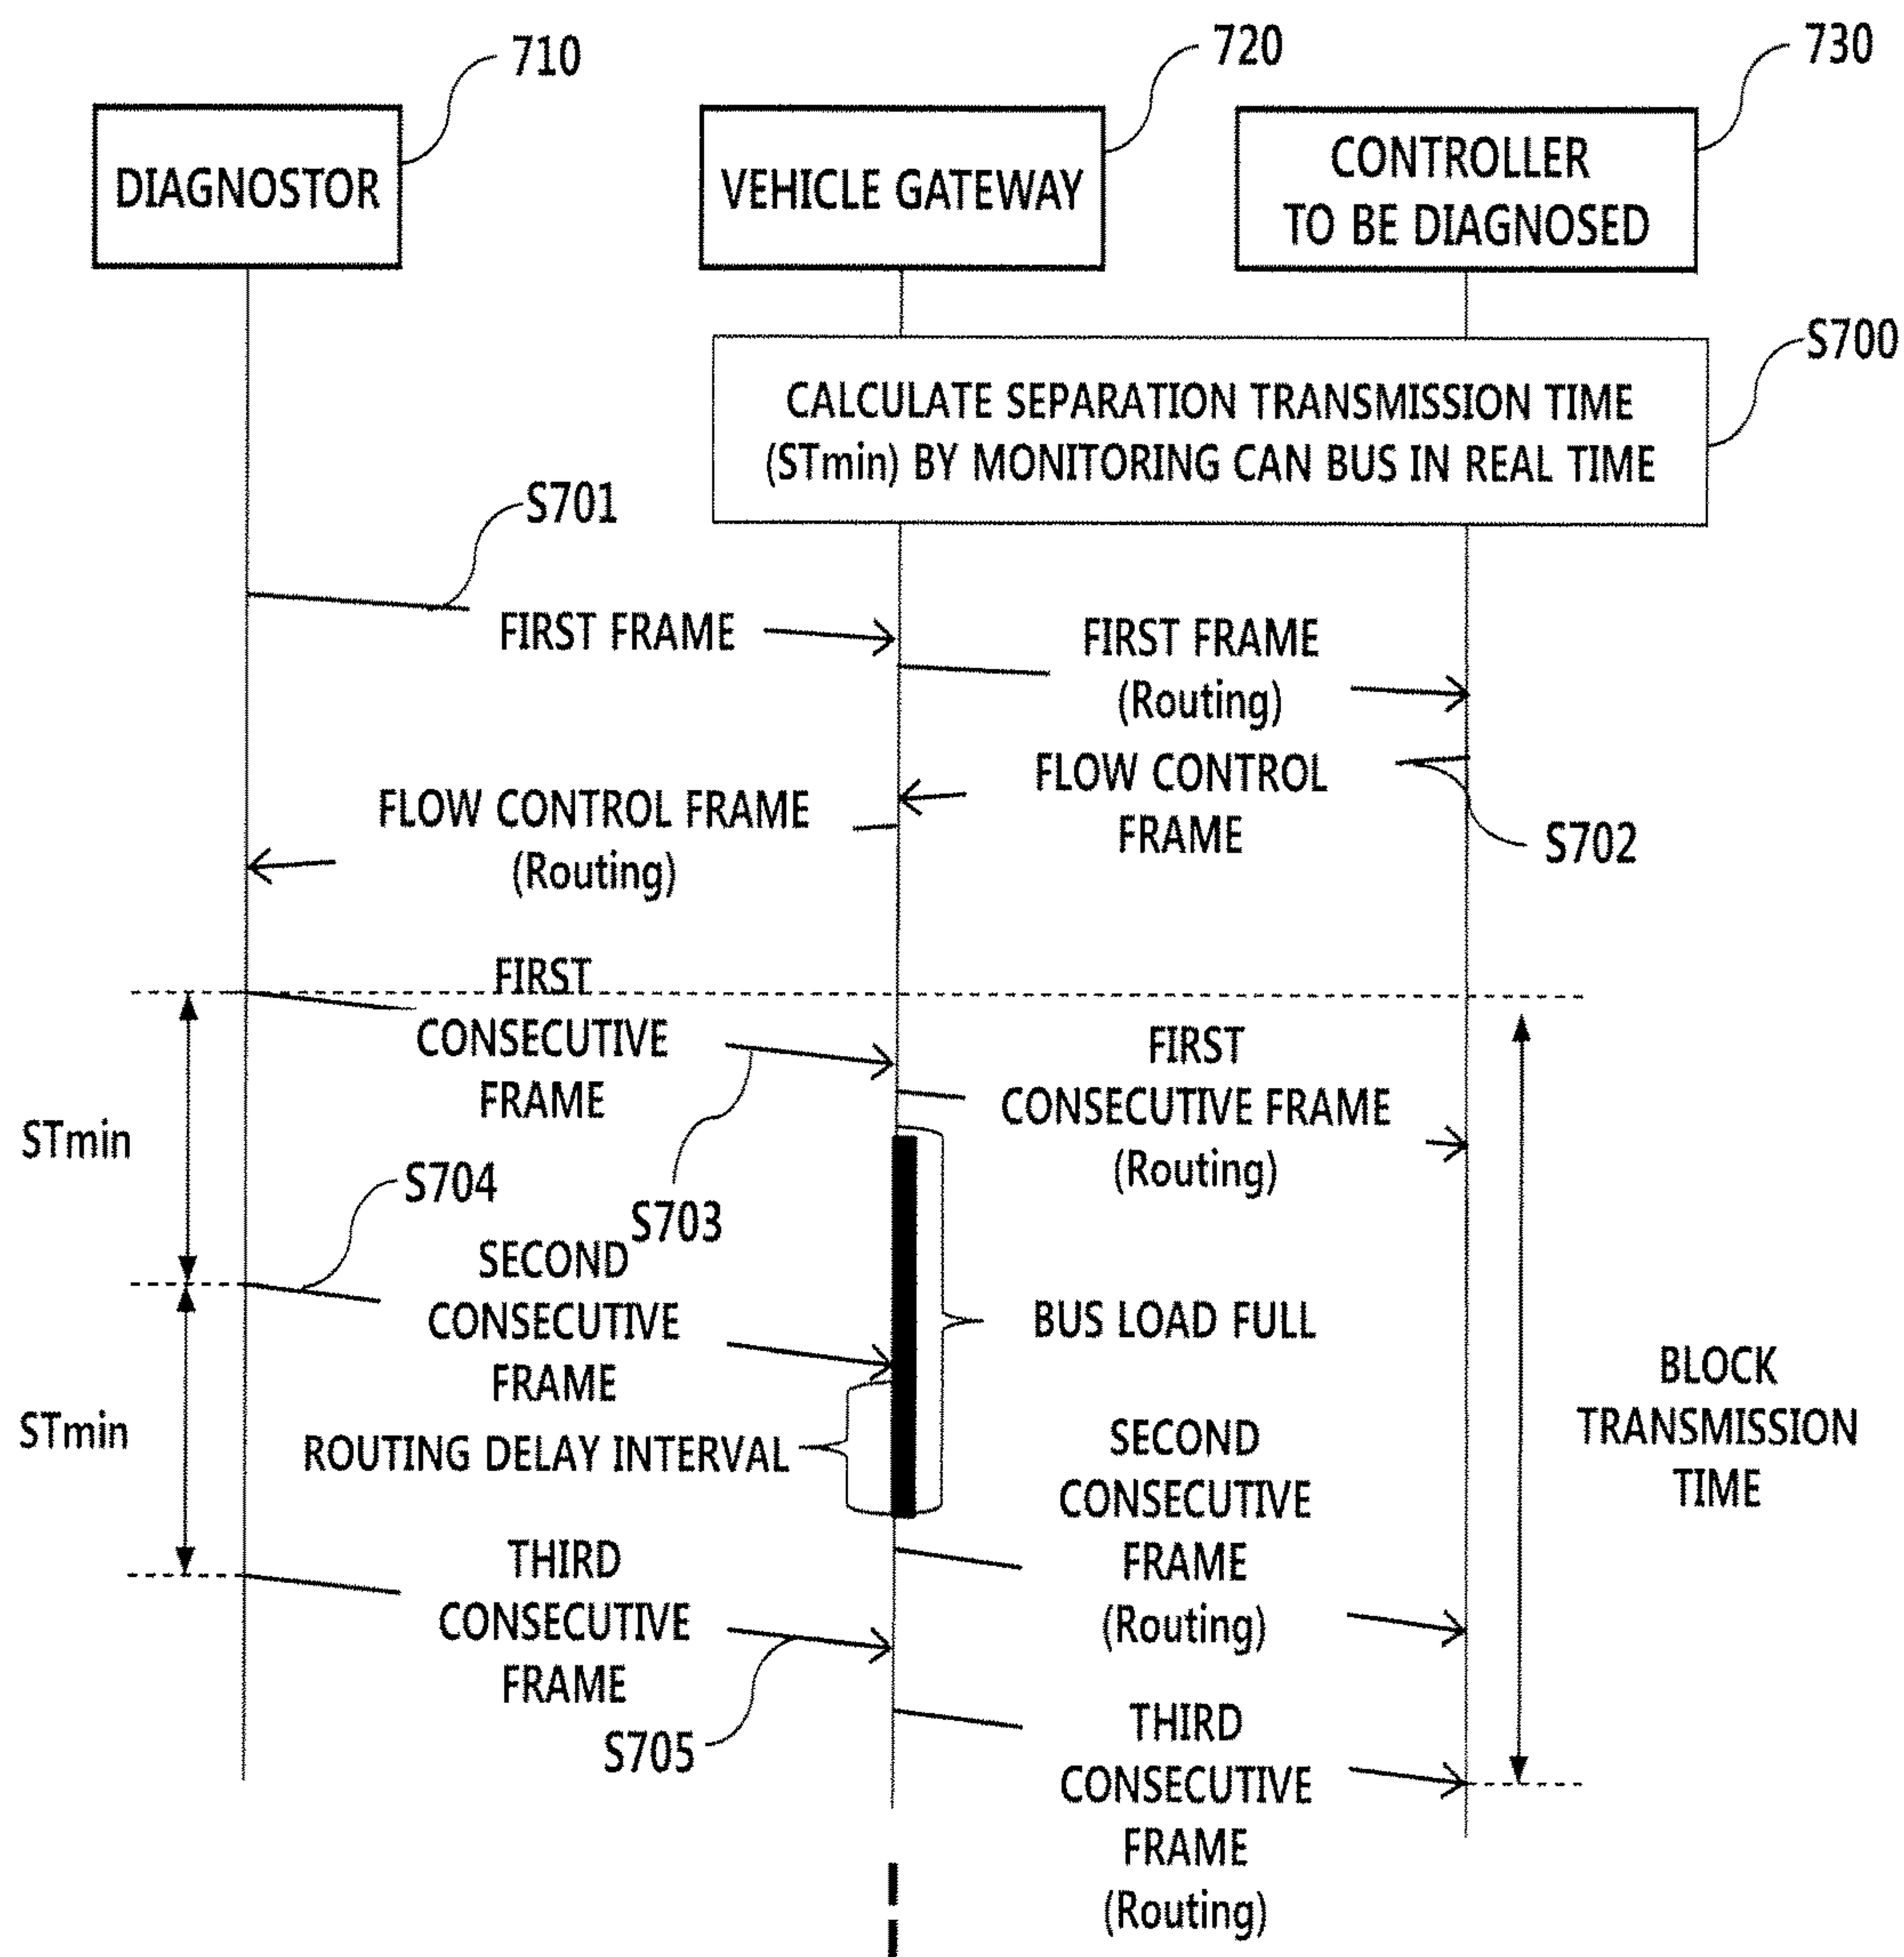 710
720
730
DIAGNOSTOR
VEHICLE GATEWAY
CONTROLLER
TO BE DIAGNOSED
S700
CALCULATE SEPARATION TRANSMISSION TIME
(STmin) BY MONITORING CAN BUS IN REAL TIME
S701
FIRST FRAME
FIRST FRAME
(Routing)
FLOW CONTROL
FRAME
S702
FLOW CONTROL FRAME
(Routing)
FIRST
CONSECUTIVE
FRAME
S703
FIRST
CONSECUTIVE FRAME
(Routing)
STmin
S704
SECOND
CONSECUTIVE
FRAME
BUS LOAD FULL
ROUTING DELAY INTERVAL
STmin
SECOND
CONSECUTIVE
FRAME
(Routing)
BLOCK
TRANSMISSION
TIME
THIRD
CONSECUTIVE
FRAME
S705
THIRD
CONSECUTIVE
FRAME
(Routing)